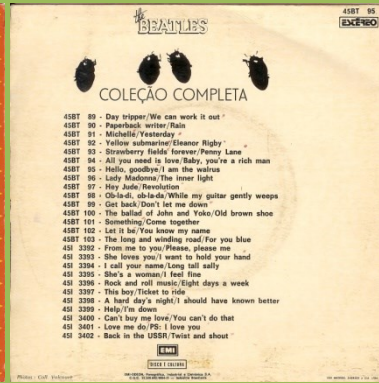 45BT 95
the BEATLES
ESTÉREO
COLEÇÃO COMPLETA
45BT 89 - Day tripper/We can work it out
45BT 90 - Paperback writer/Rain
45BT 91 - Michelle/Yesterday
45BT 92 - Yellow submarine/Eleanor Rigby
45BT 93 - Strawberry fields forever/Penny Lane
45BT 94 - All you need is love/Baby, you're a rich man
45BT 95 - Hello, goodbye/I am the walrus
45BT 96 - Lady Madonna/The inner light
45BT 97 - Hey Jude/Revolution
45BT 98 - Ob-la-di, ob-la-da/While my guitar gently weeps
45BT 99 - Get back/Don't let me down
45BT 100 - The ballad of John and Yoko/Old brown shoe
45BT 101 - Something/Come together
45BT 102 - Let it be/You know my name
45BT 103 - The long and winding road/For you blue
45I 3392 - From me to you/Please, please me
45I 3393 - She loves you/I want to hold your hand
45I 3394 - I call your name/Long tall sally
45I 3395 - She's a woman/I feel fine
45I 3396 - Rock and roll music/Eight days a week
45I 3397 - This boy/Ticket to ride
45I 3398 - A hard day's night/I should have known better
45I 3399 - Help/I'm down
45I 3400 - Can't buy me love/You can't do that
45I 3401 - Love me do/PS: I love you
45I 3402 - Back in the USSR/Twist and shout
EMI
DISCO É CULTURA